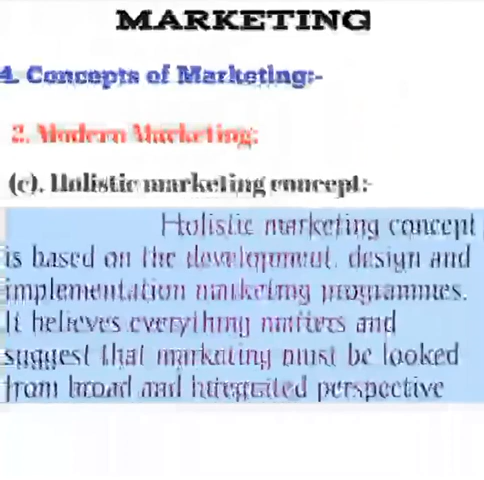 MARKETING
4. Concepts of Marketing:-
2. Modern Marketing:
(c). Holistic marketing concept:-
Holistic marketing concept
is based on the development, design and
implementation marketing programmes.
It believes everything matters and
suggest that marketing must be looked
from broad and integrated perspective